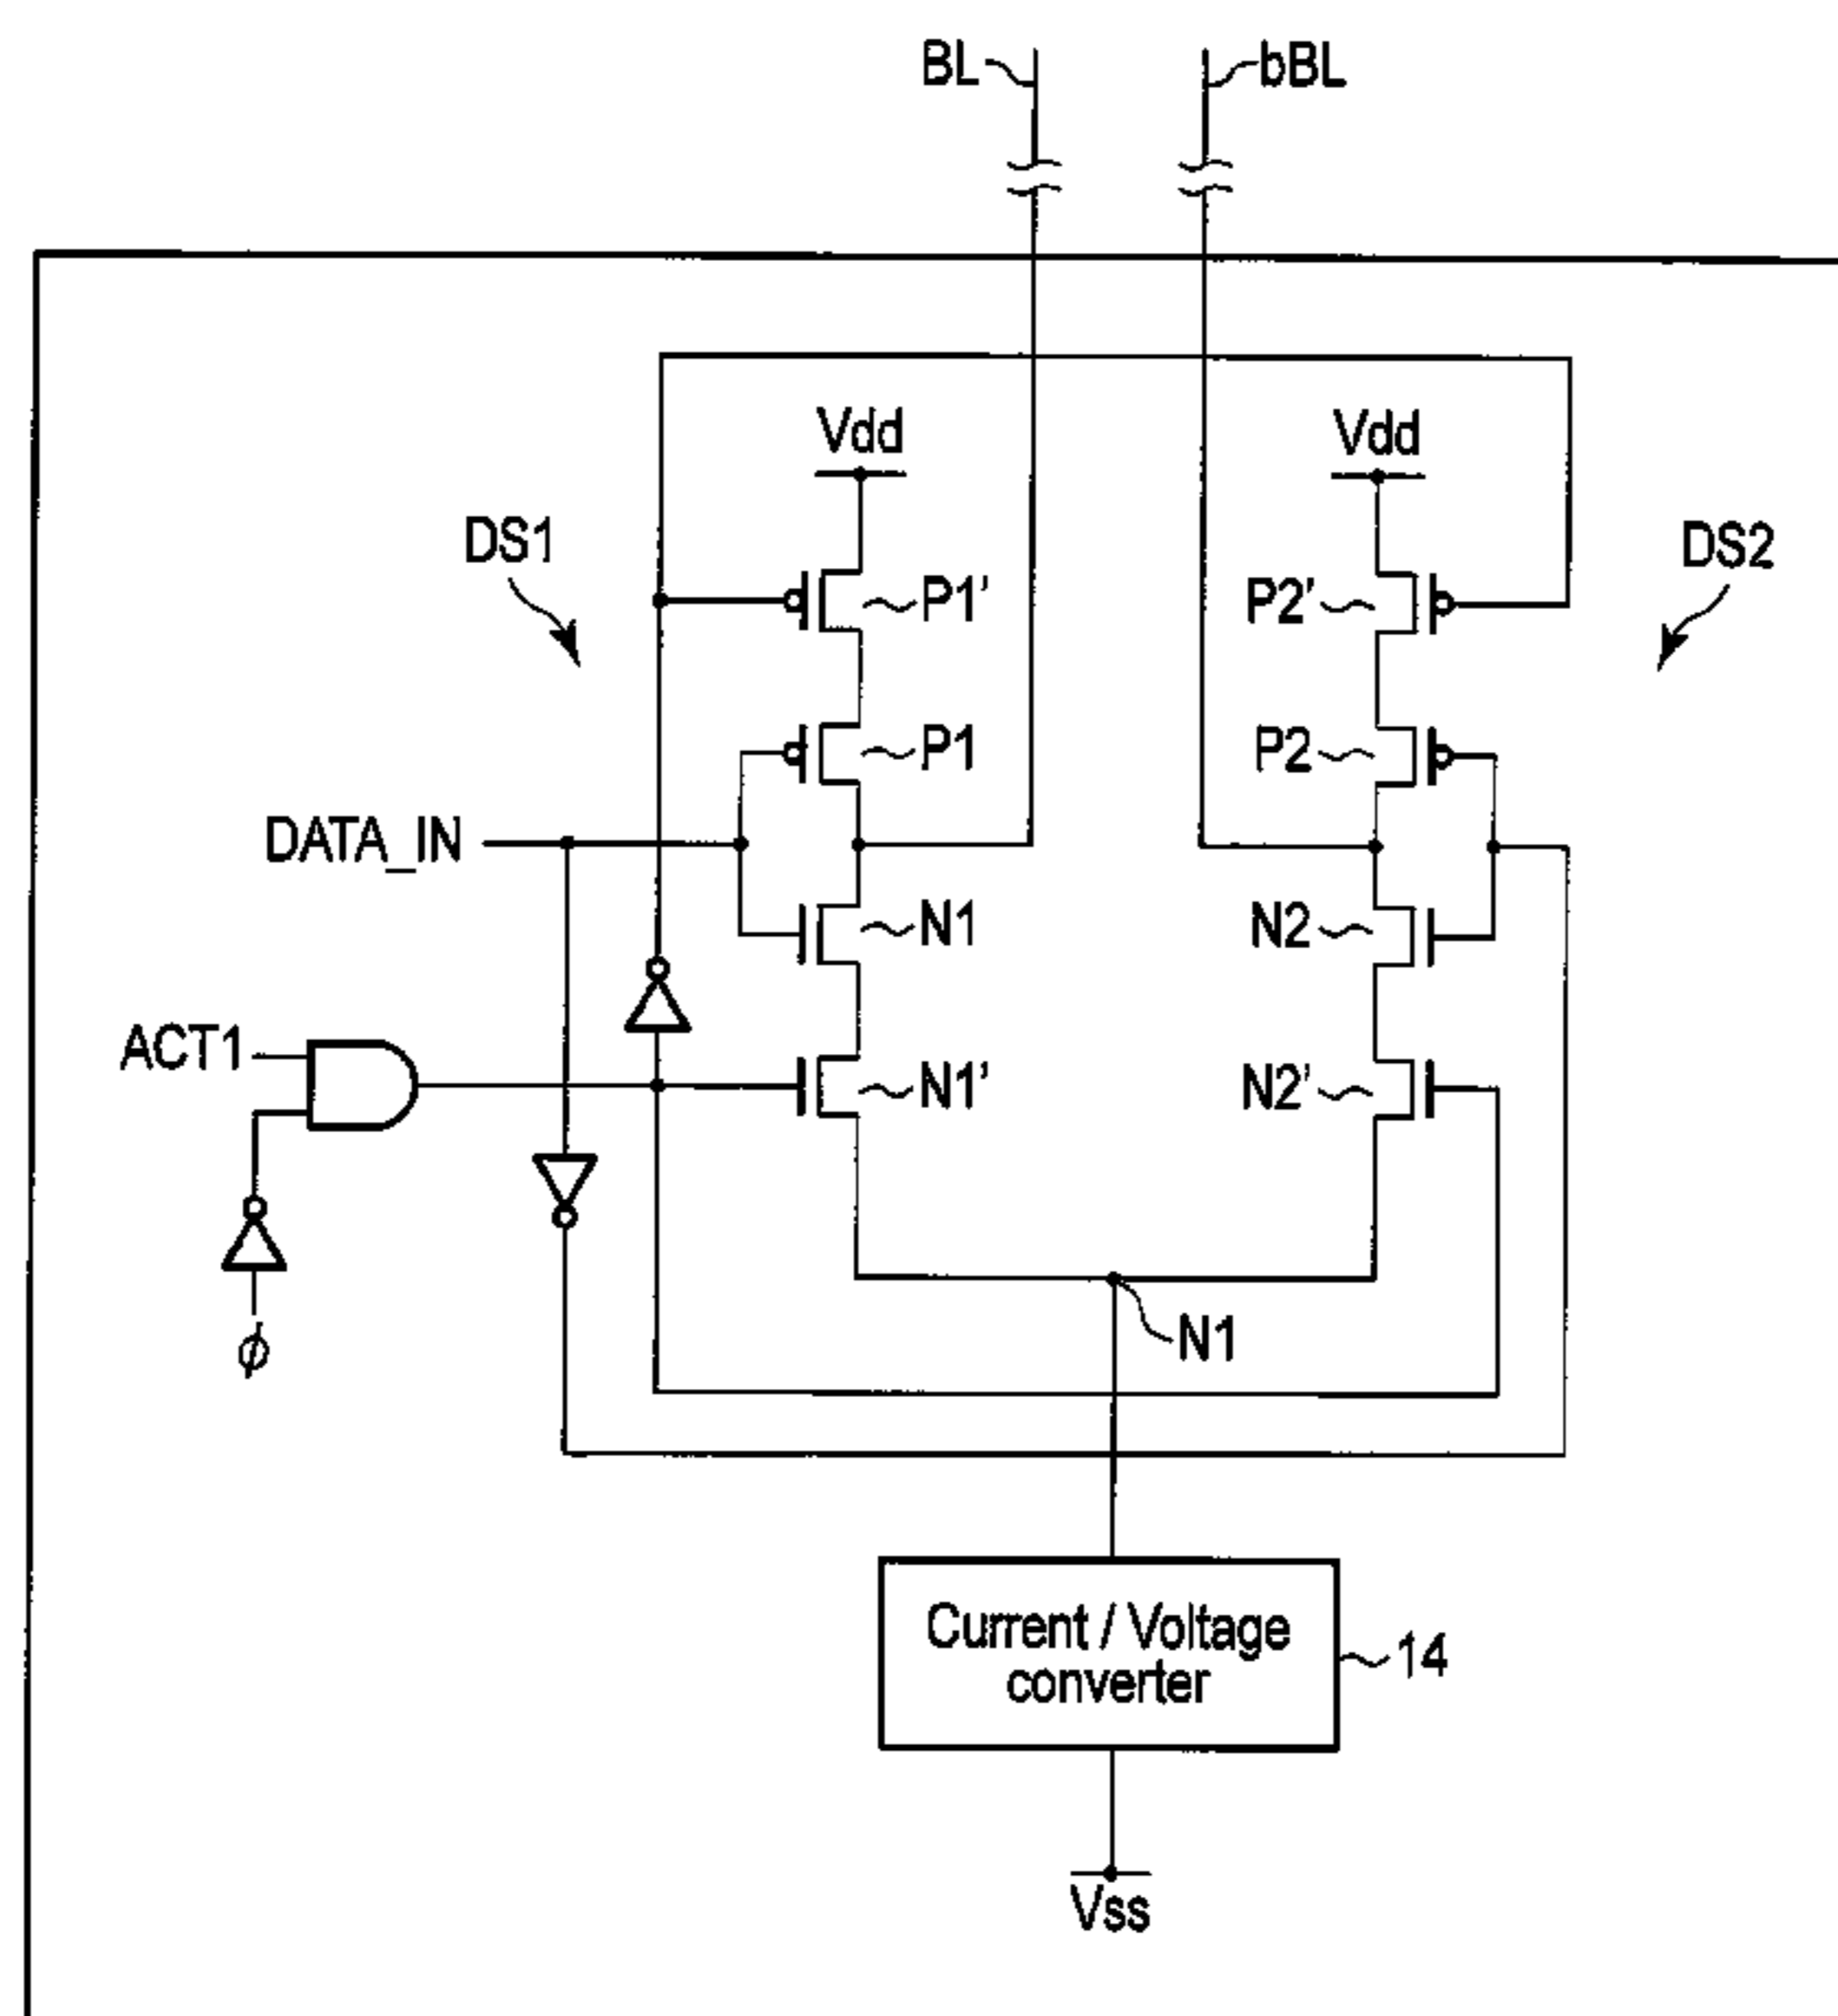 BL
bBL
Vdd
Vdd
DS1
DS2
P1'
P2'
P1
P2
DATA_IN
N1
N2
ACT1
N1'
N2'
N1
ϕ
Current / Voltage
converter
14
Vss